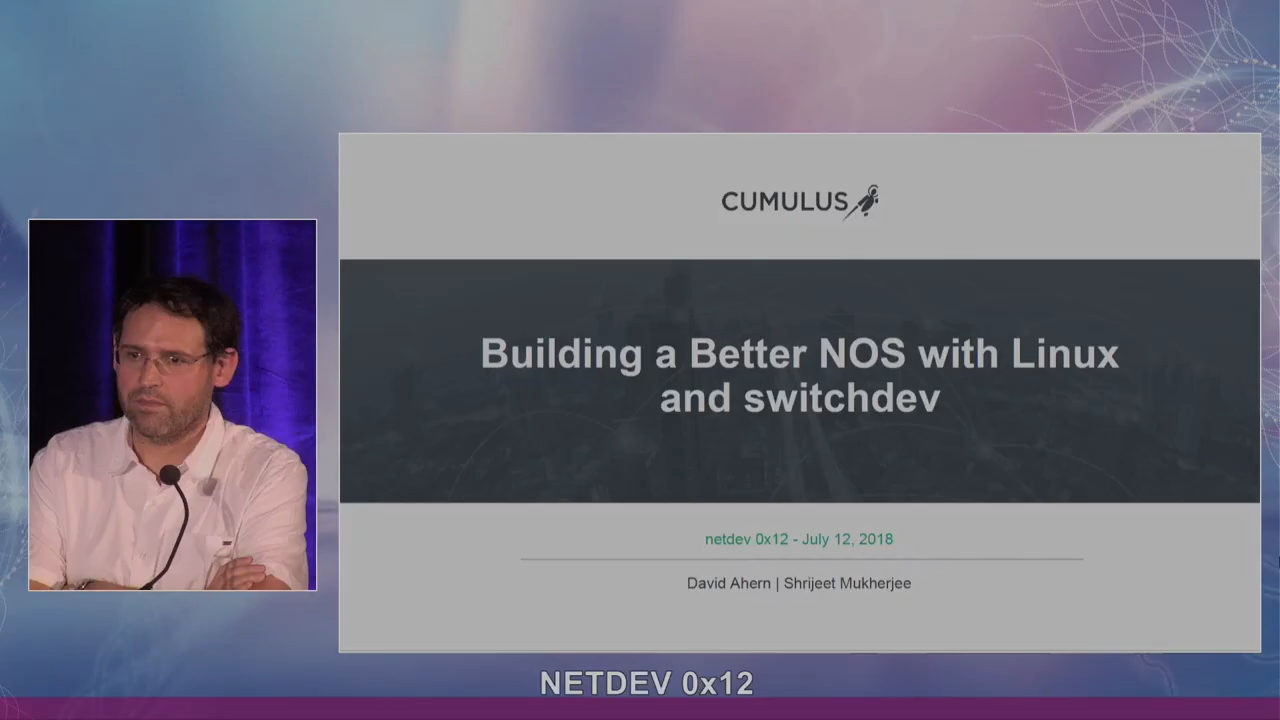 CUMULUS
Building a Better NOS with Linux
and switchdev
netdev 0x12 - July 12, 2018
David Ahern | Shrijeet Mukherjee
NETDEV 0x12